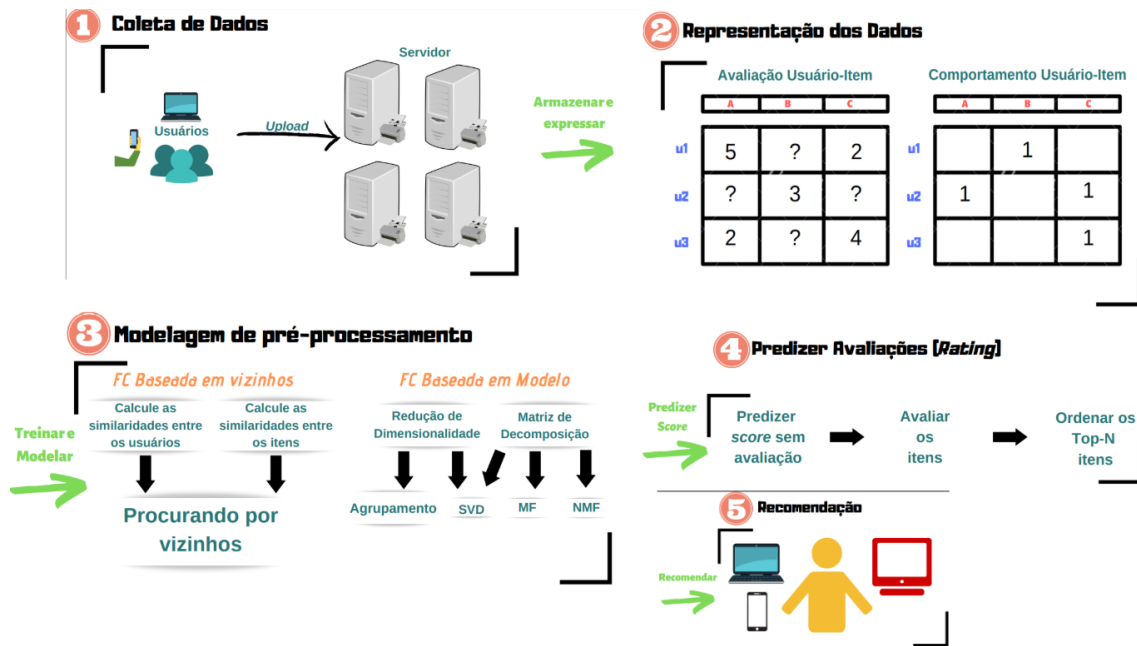 1 Coleta de Dados
Servidor
Usuários
Upload
Armazenar e
expressar
2 Representação dos Dados
Avaliação Usuário-Item
A B C
u1 5 ? 2
u2 ? 3 ?
u3 2 ? 4
Comportamento Usuário-Item
A B C
u1 1
u2 1 1
u3 1
3 Modelagem de pré-processamento
Treinar e
Modelar
FC Baseada em vizinhos
Calcule as
similaridades entre
os usuários
Calcule as
similaridades entre
os itens
Procurando por
vizinhos
FC Baseada em Modelo
Redução de
Dimensionalidade
Matriz de
Decomposição
Agrupamento SVD MF NMF
4 Predizer Avaliações [Rating]
Predizer
Score
Predizer
score sem
avaliação
Avaliar
os
itens
Ordenar os
Top-N
itens
5 Recomendação
Recomendar